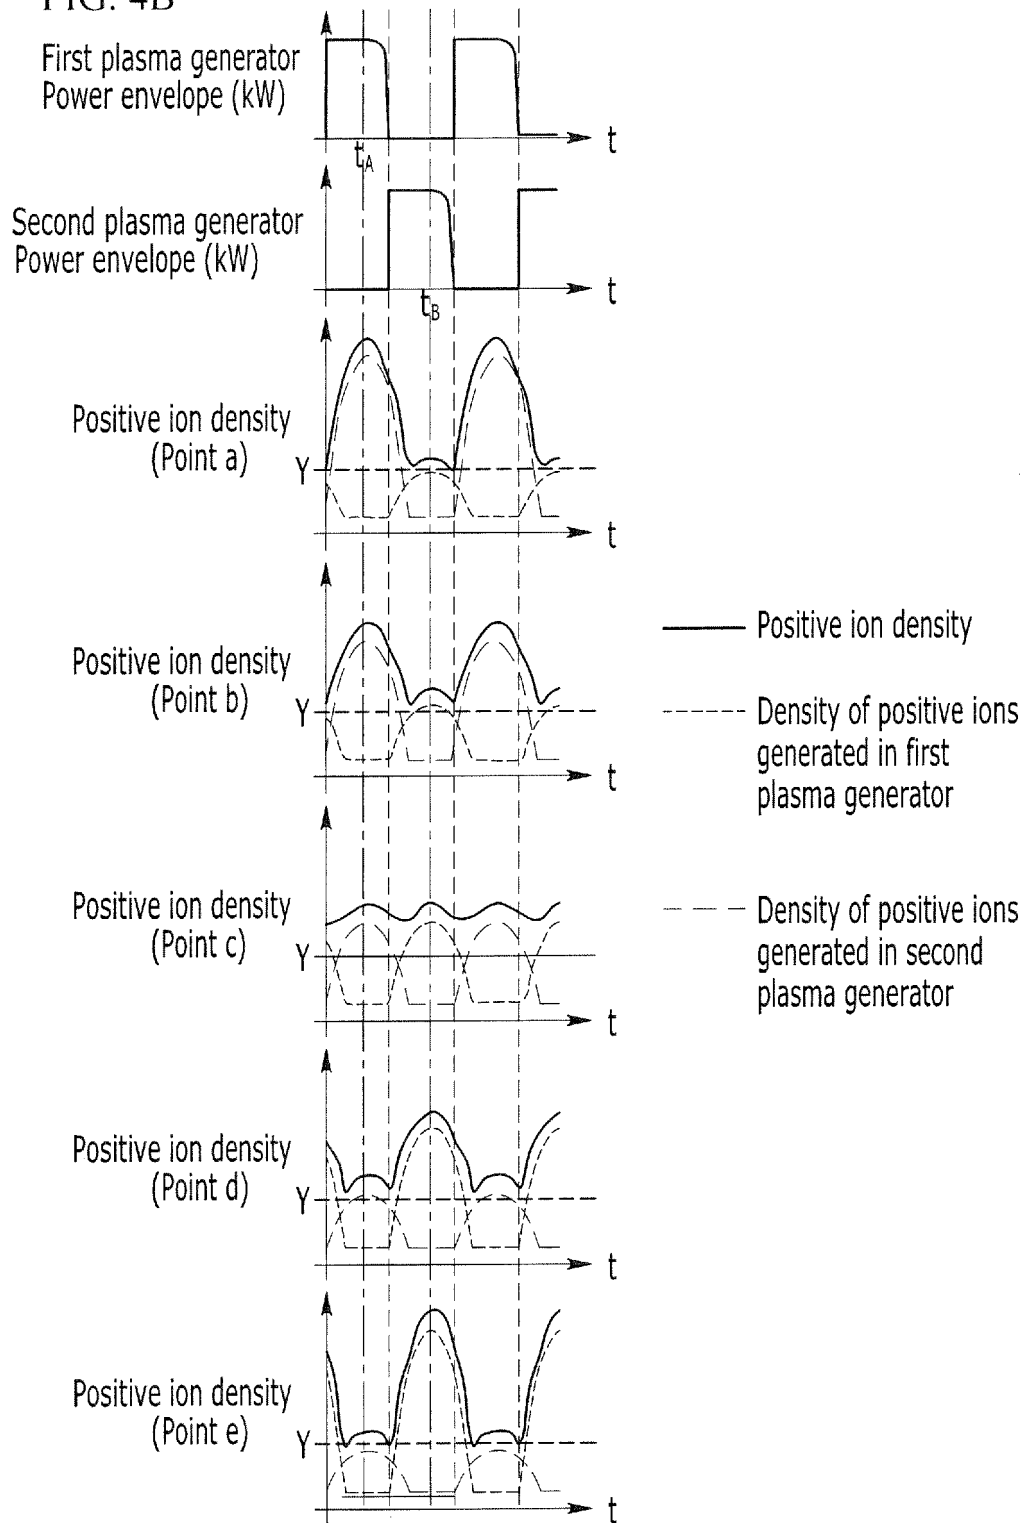 FIG. 4B
First plasma generator
Power envelope (kW)
t
tA
Second plasma generator
Power envelope (kW)
t
tB
Positive ion density
(Point a)
Y
t
Positive ion density
(Point b)
Y
t
Positive ion density
Density of positive ions
generated in first
plasma generator
Positive ion density
(Point c)
Y
t
Density of positive ions
generated in second
plasma generator
Positive ion density
(Point d)
Y
t
Positive ion density
(Point e)
Y
t